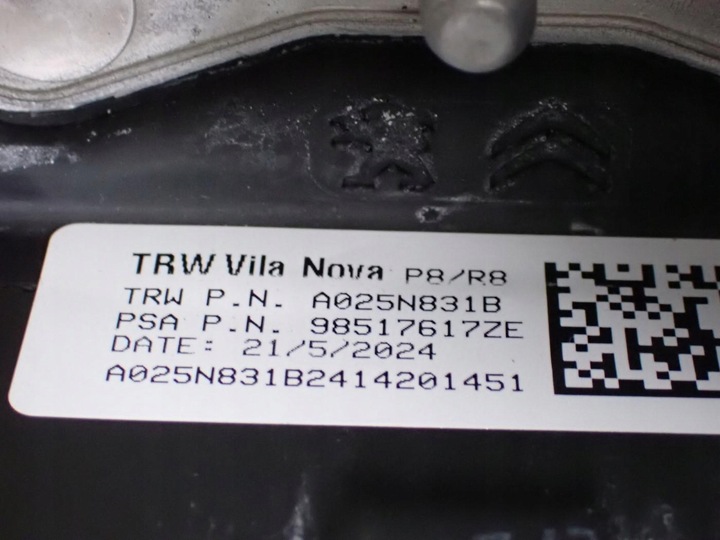 TRW Vila Nova P8/R8
TRW P.N. A025N831B
PSA P.N. 98517617ZE
DATE: 21/5/2024
A025N831B2414201451